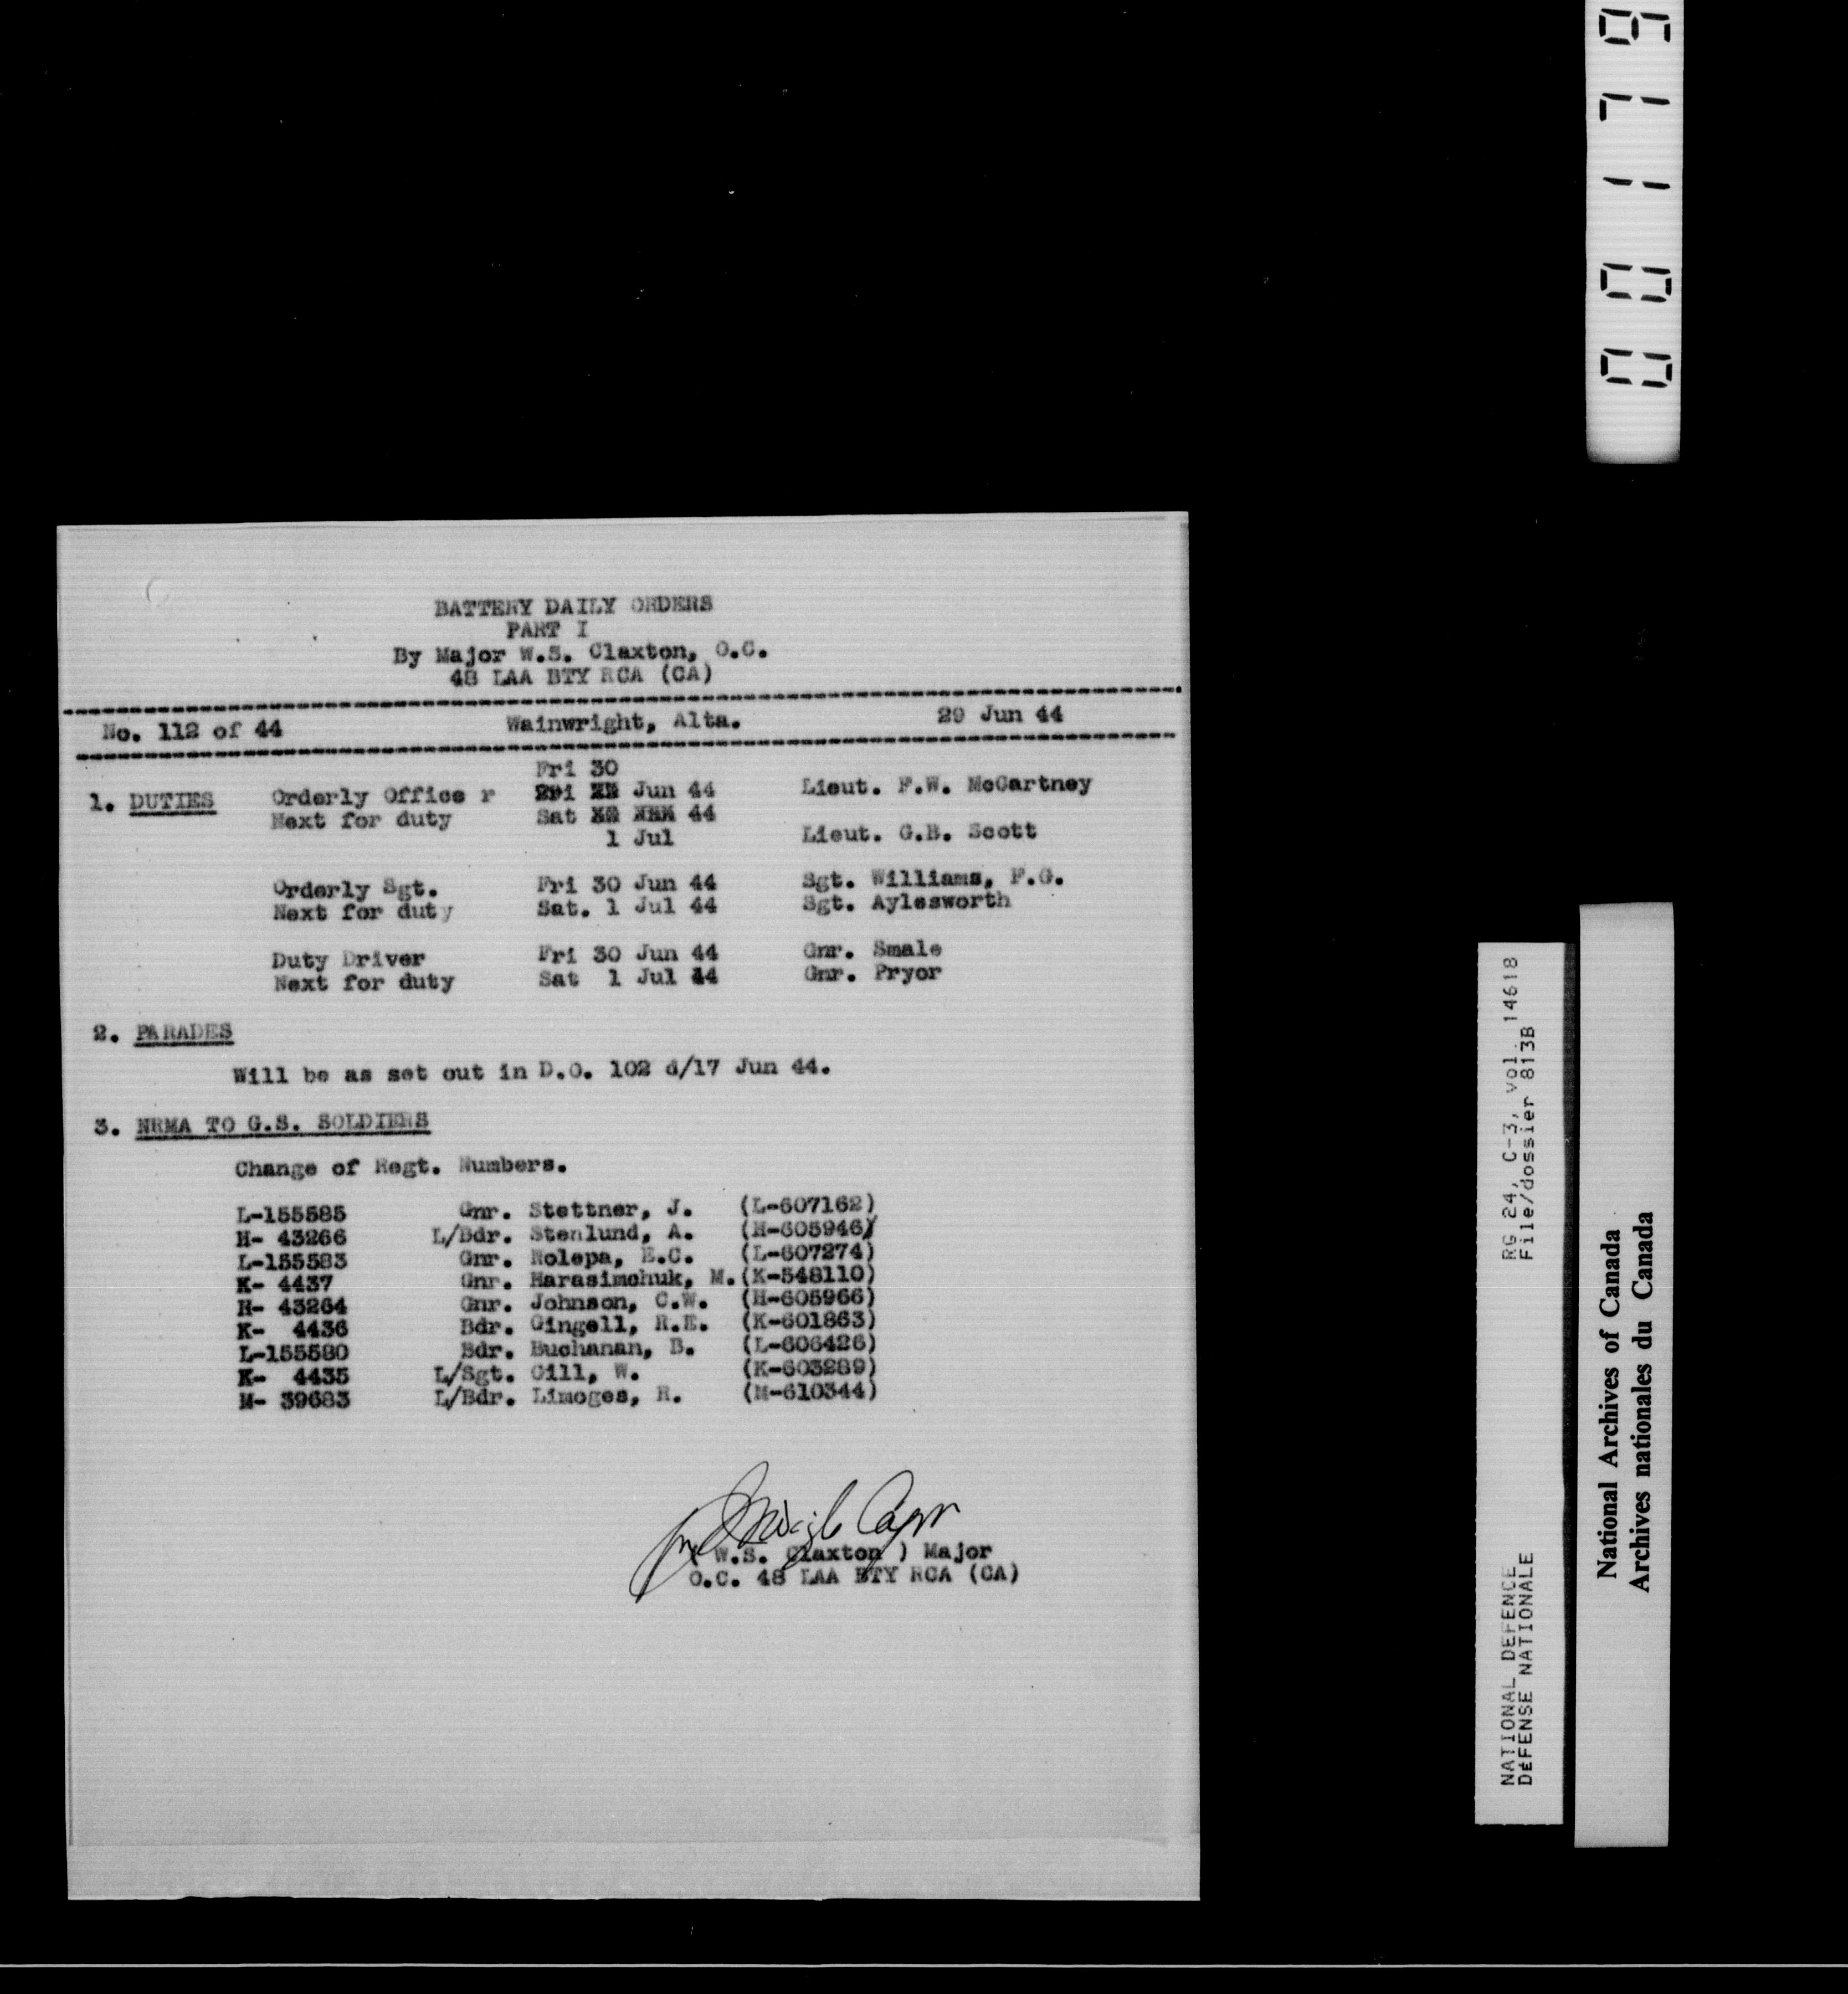 BATTERY DAILY ORDERS
PART I
By Major W.S. Claxton, O.C.
48 LAA BTY RCA (CA)
No. 112 of 44 Wainwright, Alta. 29 Jun 44
Fri 30
1. DUTIES Orderly Office r Jun 44 Lieut. F.W. McCartney
Next for duty Sat 44
1 Jul Lieut. G.B. Scott
Orderly Sgt. Fri 30 Jun 44 Sgt. Williams, F.G.
Next for duty Sat. 1 Jul 44 Sgt. Aylesworth
Duty Driver Fri 30 Jun 44 Gnr. Smale
Next for duty Sat 1 Jul 44 Gnr. Pryor
2. PARADES
Will be as set out in D.O. 102 d/17 Jun 44.
3. NRMA TO G.S. SOLDIERS
Change of Regt. Numbers.
L-155585 Gnr. Stettner, J. (L-607162)
H- 43266 L/Bdr. Stenlund, A. (H-605946)
L-155583 Gnr. Nolepa, E.C. (L-607274)
K- 4437 Gnr. Harasimchuk, M. (K-548110)
H- 43264 Gnr. Johnson, C.W. (H-605966)
K- 4436 Bdr. Gingell, R.E. (K-601863)
L-155580 Bdr. Buchanan, B. (L-606426)
K- 4435 L/Sgt. Gill, W. (K-603289)
M- 39683 L/Bdr. Limoges, R. (M-610344)
( W.S. Claxton ) Major
O.C. 48 LAA BTY RCA (CA)
NATIONAL DEFENCE RG 24, C-3, vol. 14618
DÉFENSE NATIONALE File/dossier 813B
National Archives of Canada
Archives nationales du Canada